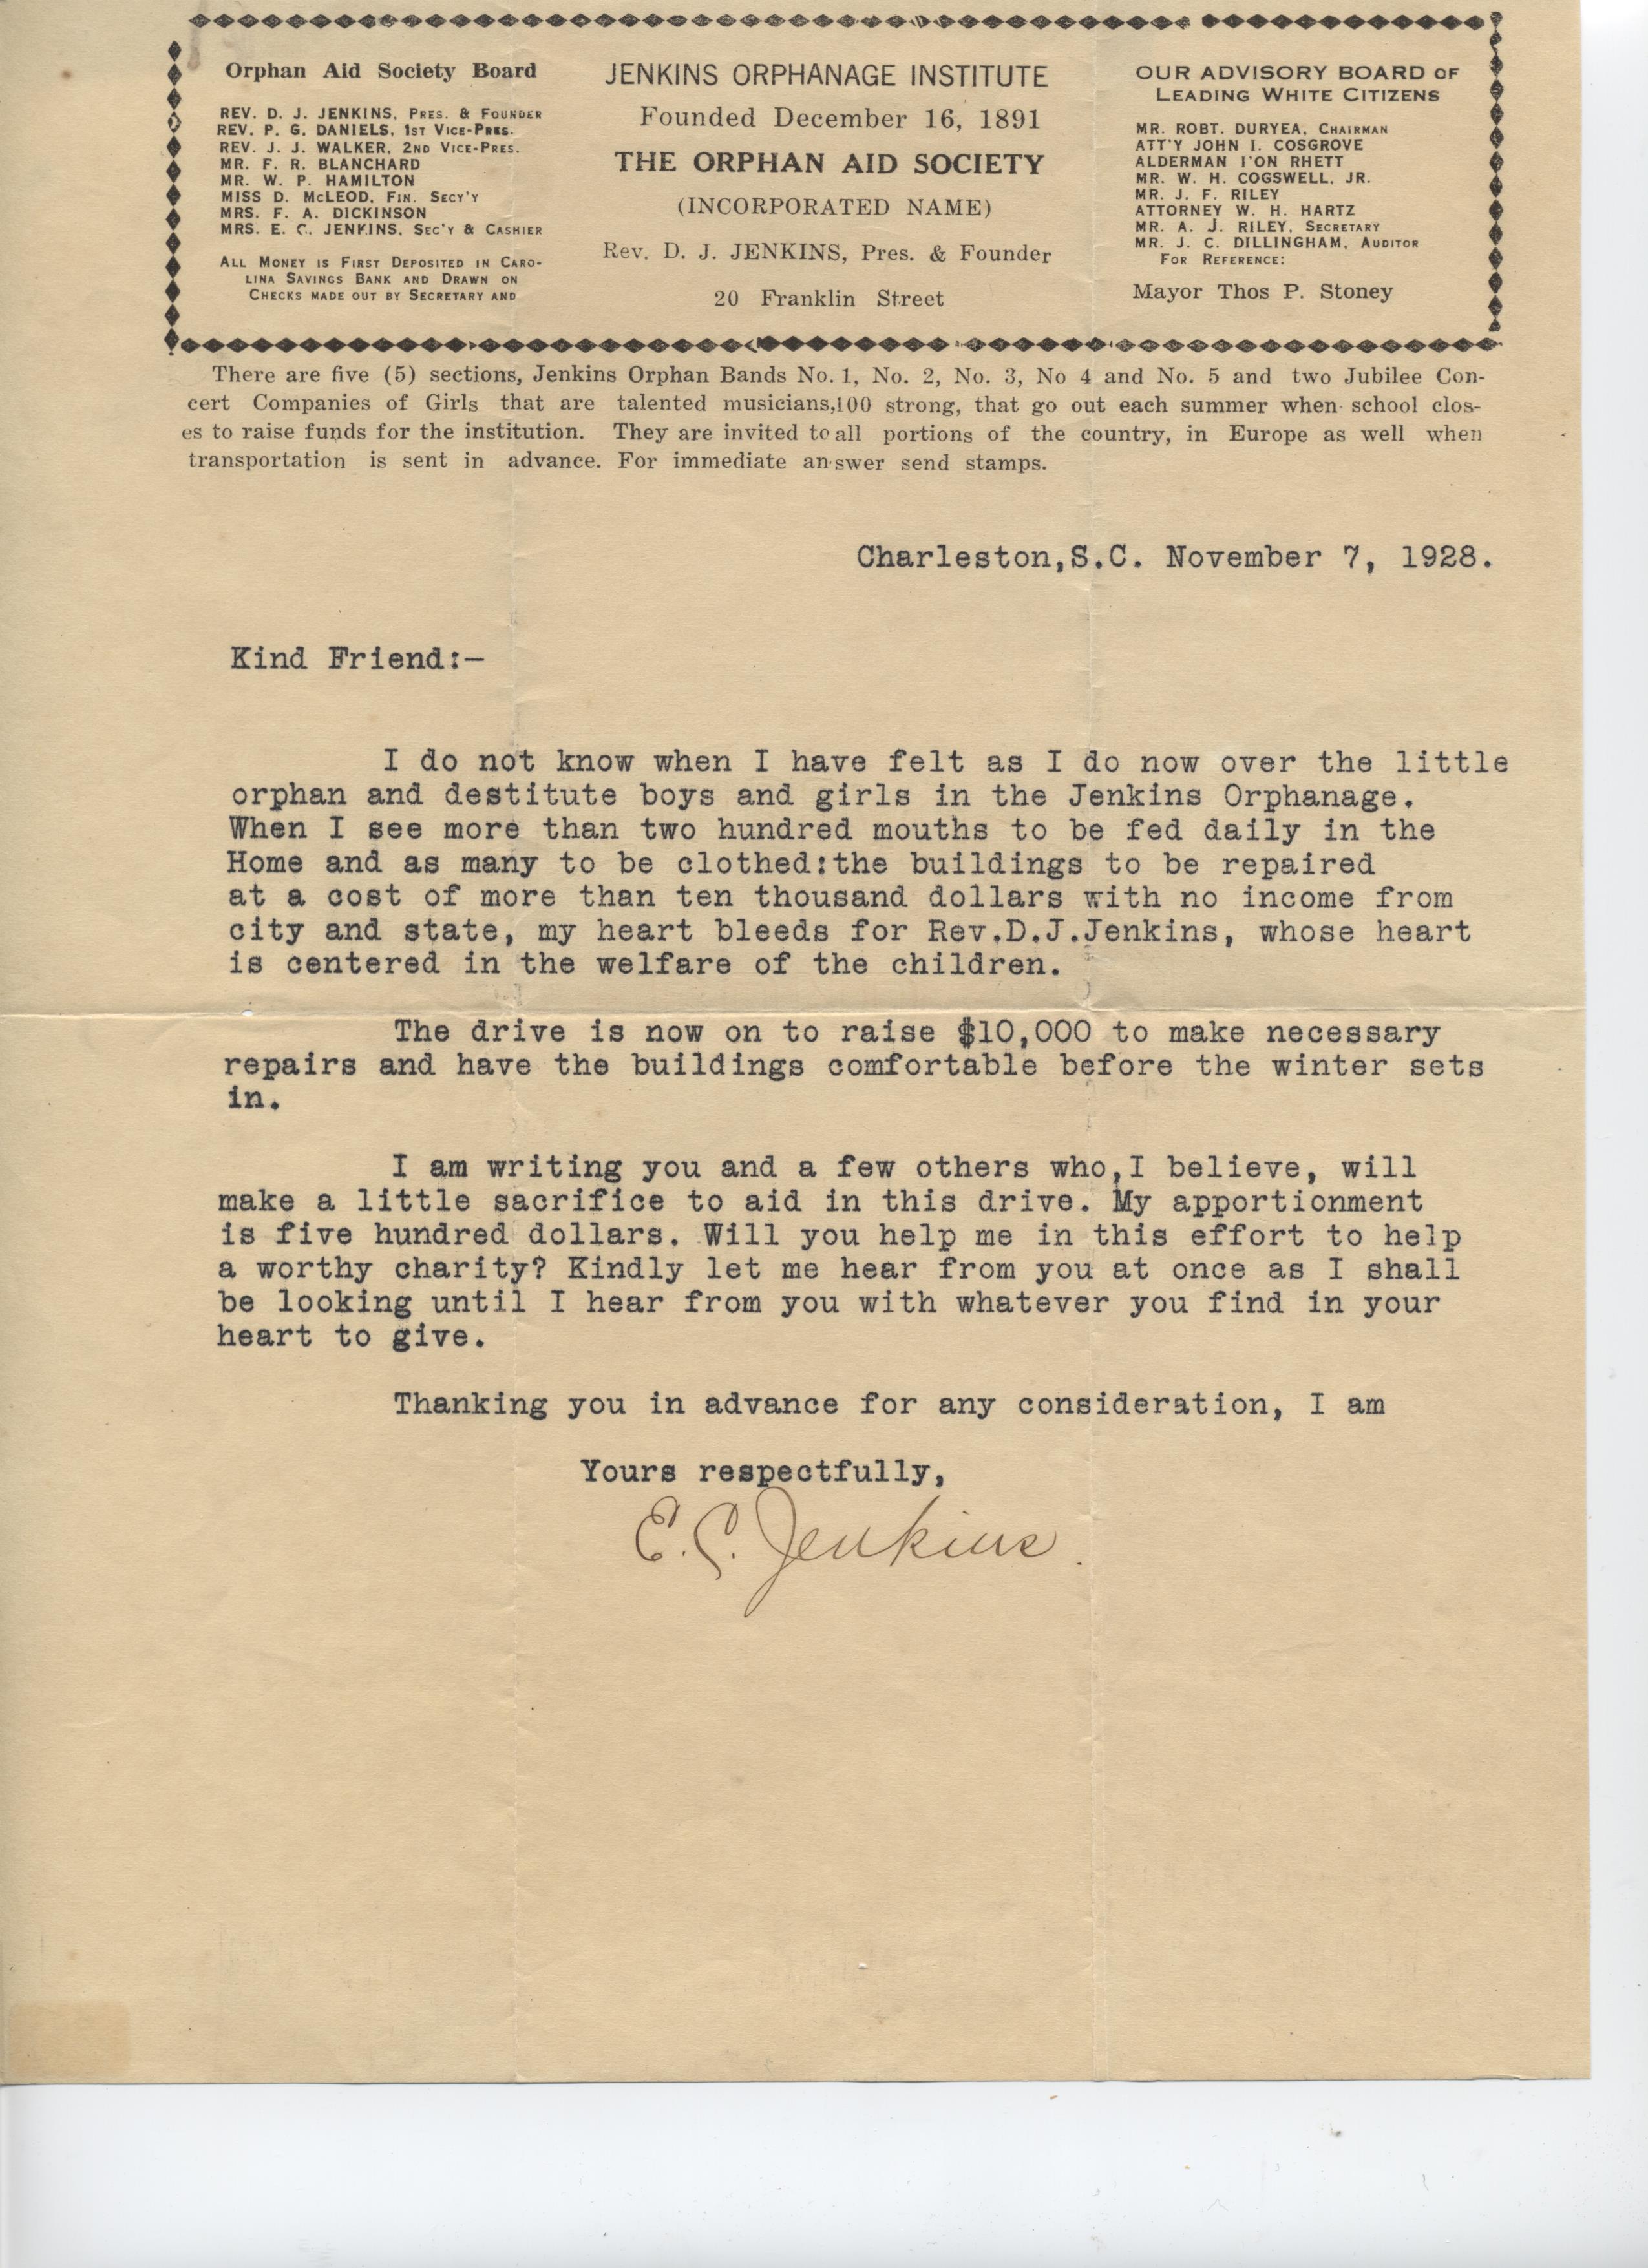 Orphan Aid Society Board
REV. D. J. JENKINS, PRES. & FOUNDER
REV. P. G. DANIELS, 1ST VICE-PRES.
REV. J. J. WALKER, 2ND VICE-PRES.
MR. F. R. BLANCHARD
MR. W. P. HAMILTON
MISS D. McLEOD, FIN. SECY'Y
MRS. F. A. DICKINSON
MRS. E. C. JENKINS, SEC'Y & CASHIER
ALL MONEY IS FIRST DEPOSITED IN CARO-
LINA SAVINGS BANK AND DRAWN ON
CHECKS MADE OUT BY SECRETARY AND
JENKINS ORPHANAGE INSTITUTE
Founded December 16, 1891
THE ORPHAN AID SOCIETY
(INCORPORATED NAME)
Rev. D. J. JENKINS, Pres. & Founder
20 Franklin Street
OUR ADVISORY BOARD OF
LEADING WHITE CITIZENS
MR. ROBT. DURYEA, CHAIRMAN
ATT'Y JOHN I. COSGROVE
ALDERMAN I'ON RHETT
MR. W. H. COGSWELL, JR.
MR. J. F. RILEY
ATTORNEY W. H. HARTZ
MR. A. J. RILEY, SECRETARY
MR. J. C. DILLINGHAM, AUDITOR
FOR REFERENCE:
Mayor Thos P. Stoney
There are five (5) sections, Jenkins Orphan Bands No. 1, No. 2, No. 3, No 4 and No. 5 and two Jubilee Con-
cert Companies of Girls that are talented musicians,100 strong, that go out each summer when school clos-
es to raise funds for the institution. They are invited to all portions of the country, in Europe as well when
transportation is sent in advance. For immediate answer send stamps.
Charleston,S.C. November 7, 1928.
Kind Friend:-
I do not know when I have felt as I do now over the little
orphan and destitute boys and girls in the Jenkins Orphanage.
When I see more than two hundred mouths to be fed daily in the
Home and as many to be clothed:the buildings to be repaired
at a cost of more than ten thousand dollars with no income from
city and state, my heart bleeds for Rev.D.J.Jenkins, whose heart
is centered in the welfare of the children.
The drive is now on to raise $10,000 to make necessary
repairs and have the buildings comfortable before the winter sets
in.
I am writing you and a few others who,I believe, will
make a little sacrifice to aid in this drive. My apportionment
is five hundred dollars. Will you help me in this effort to help
a worthy charity? Kindly let me hear from you at once as I shall
be looking until I hear from you with whatever you find in your
heart to give.
Thanking you in advance for any consideration, I am
Yours respectfully,
E. C. Jenkins.